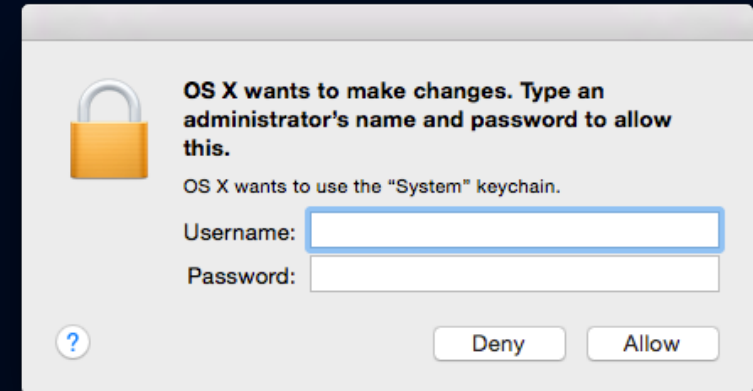 OS X wants to make changes. Type an
administrator’s name and password to allow
this.
OS X wants to use the “System” keychain.
Username:
Password:
?
Deny
Allow